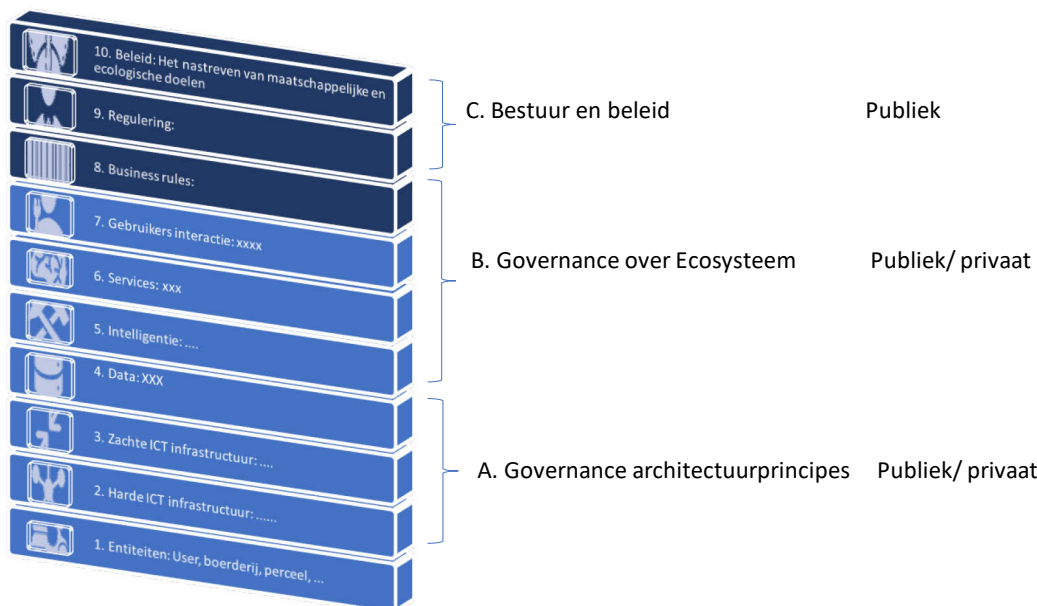 10. Beleid: Het nastreven van maatschappelijke en
ecologische doelen
9. Regulering:
8. Business rules:
7. Gebruikers interactie: xxxx
6. Services: xxx
5. Intelligentie: ....
4. Data: XXX
3. Zachte ICT infrastructuur: ....
2. Harde ICT infrastructuur: ......
1. Entiteiten: User, boerderij, perceel, ...
C. Bestuur en beleid Publiek
B. Governance over Ecosysteem Publiek/ privaat
A. Governance architectuurprincipes Publiek/ privaat